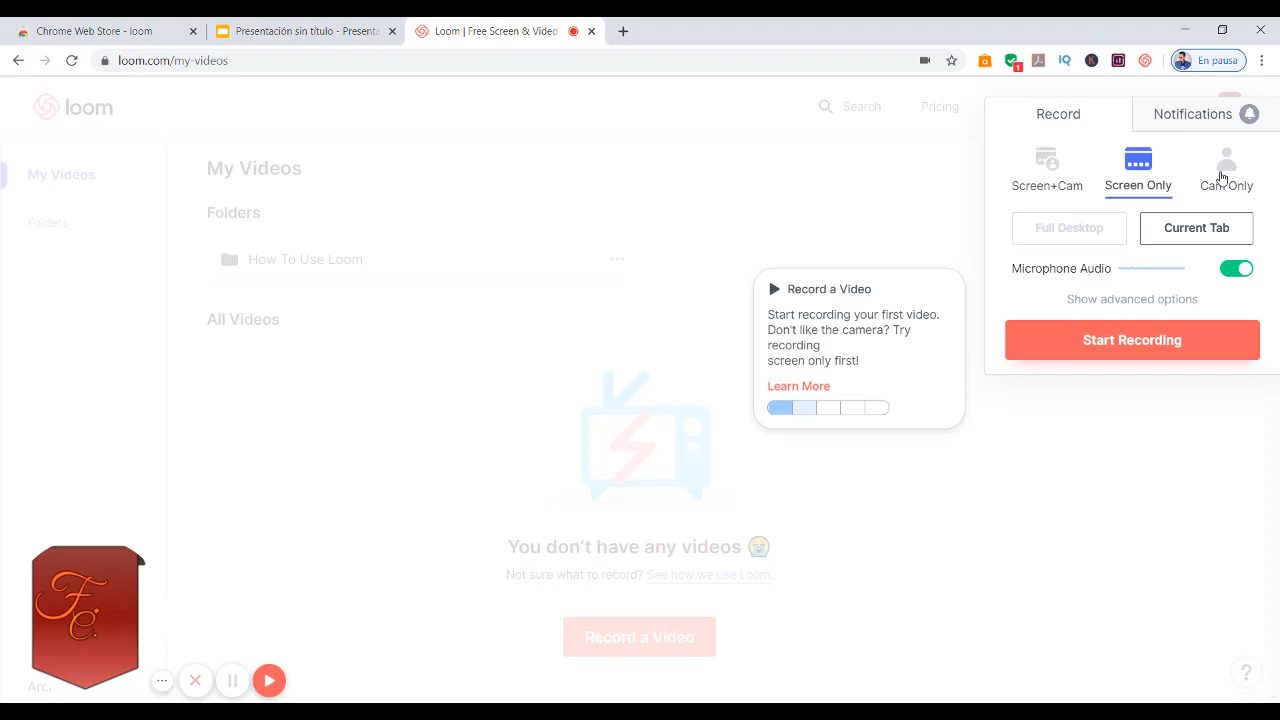 Chrome Web Store - loom
Presentación sin título - Presenta
Loom | Free Screen & Video
loom.com/my-videos
1
IQ
En pausa
loom
Search
Pricing
Record
Notifications
My Videos
Folders
My Videos
Folders
How To Use Loom
All Videos
Screen+Cam
Screen Only
Cam Only
Full Desktop
Current Tab
Microphone Audio
Show advanced options
Start Recording
Record a Video
Start recording your first video.
Don't like the camera? Try
recording
screen only first!
Learn More
You don't have any videos 😭
Not sure what to record? See how we use Loom.
Record a Video
F
C.
?